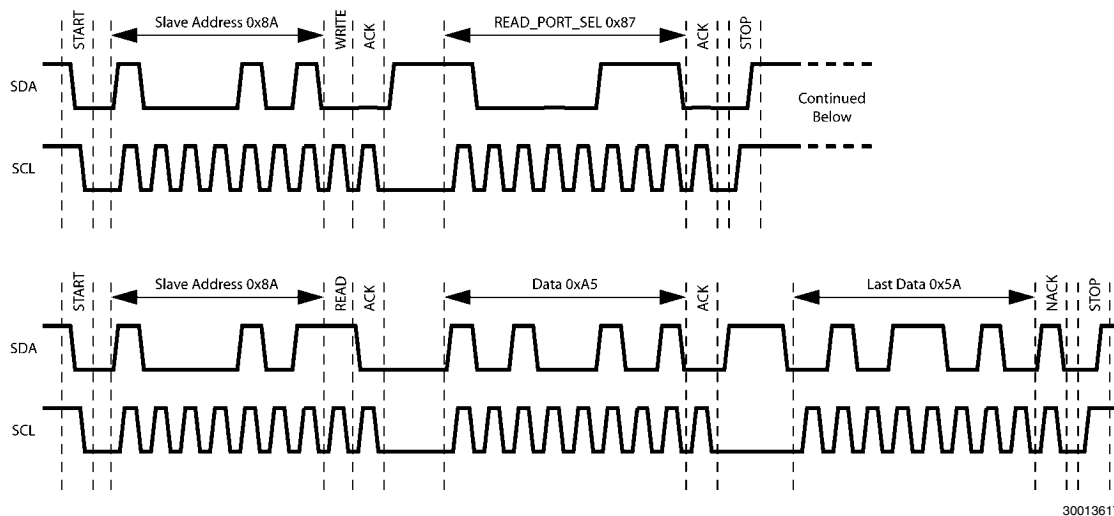 START
Slave Address 0x8A
WRITE
ACK
READ_PORT_SEL 0x87
ACK
STOP
SDA
Continued
Below
SCL
START
Slave Address 0x8A
READ
ACK
Data 0xA5
ACK
Last Data 0x5A
NACK
STOP
SDA
SCL
3001361